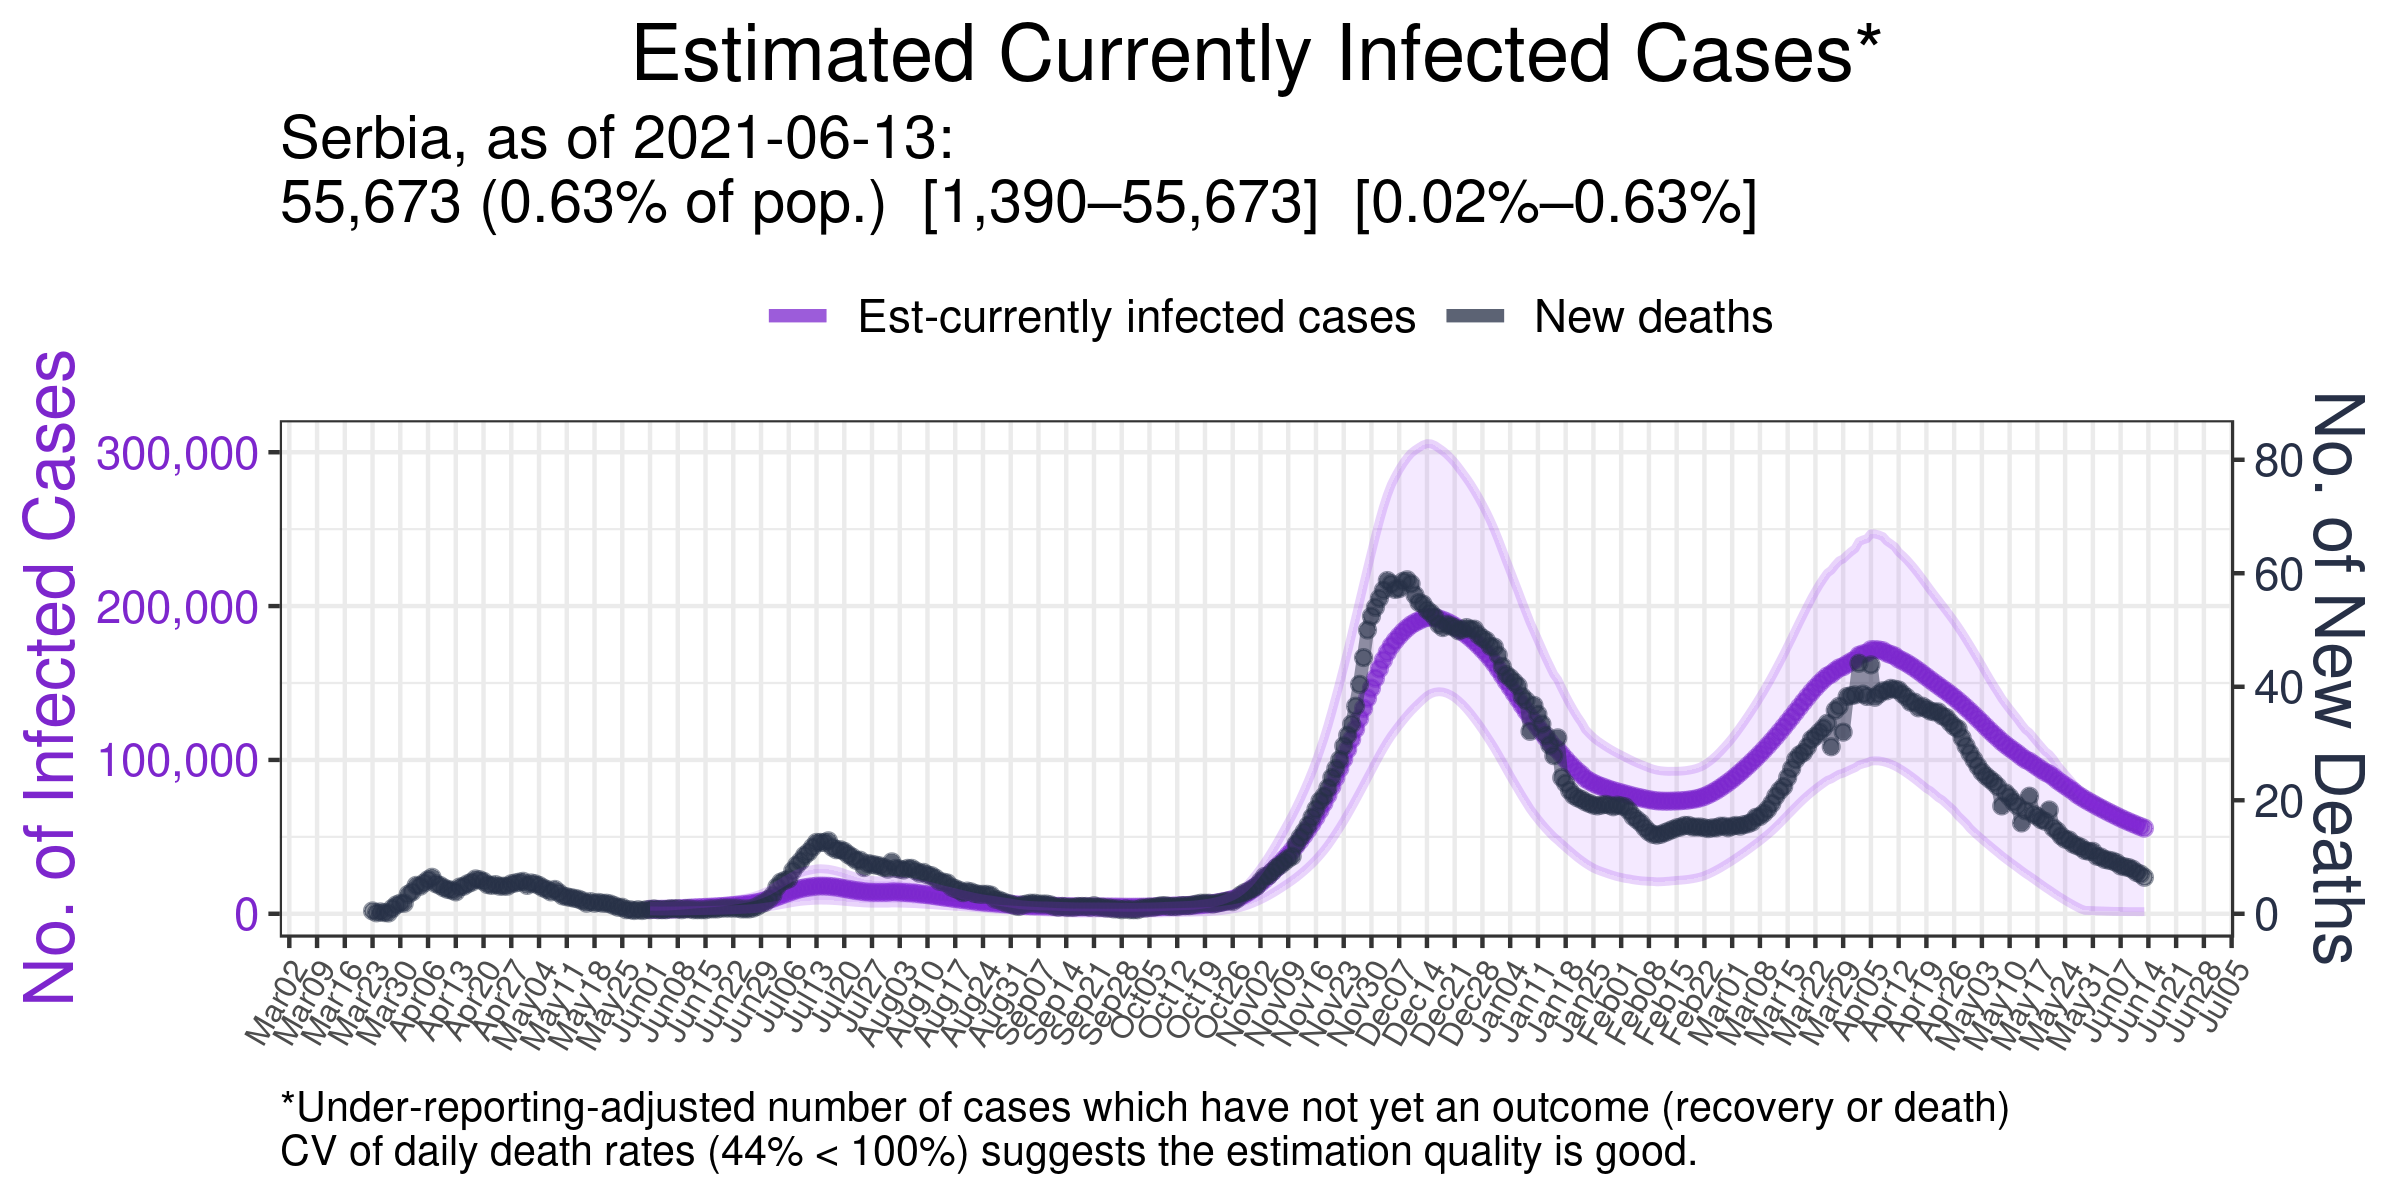 Estimated Currently Infected Cases*
Serbia, as of 2021-06-13:
55,673 (0.63% of pop.) [1,390–55,673] [0.02%–0.63%]
Est-currently infected cases
New deaths
No. of Infected Cases
300,000
200,000
100,000
0
80
60
40
20
0
No. of New Deaths
Mar02
Mar09
Mar16
Mar23
Mar30
Apr06
Apr13
Apr20
Apr27
May04
May11
May18
May25
Jun01
Jun08
Jun15
Jun22
Jun29
Jul06
Jul13
Jul20
Jul27
Aug03
Aug10
Aug17
Aug24
Aug31
Sep07
Sep14
Sep21
Sep28
Oct05
Oct12
Oct19
Oct26
Nov02
Nov09
Nov16
Nov23
Nov30
Dec07
Dec14
Dec21
Dec28
Jan04
Jan11
Jan18
Jan25
Feb01
Feb08
Feb15
Feb22
Mar01
Mar08
Mar15
Mar22
Mar29
Apr05
Apr12
Apr19
Apr26
May03
May10
May17
May24
May31
Jun07
Jun14
Jun21
Jun28
Jul05
*Under-reporting-adjusted number of cases which have not yet an outcome (recovery or death)
CV of daily death rates (44% < 100%) suggests the estimation quality is good.